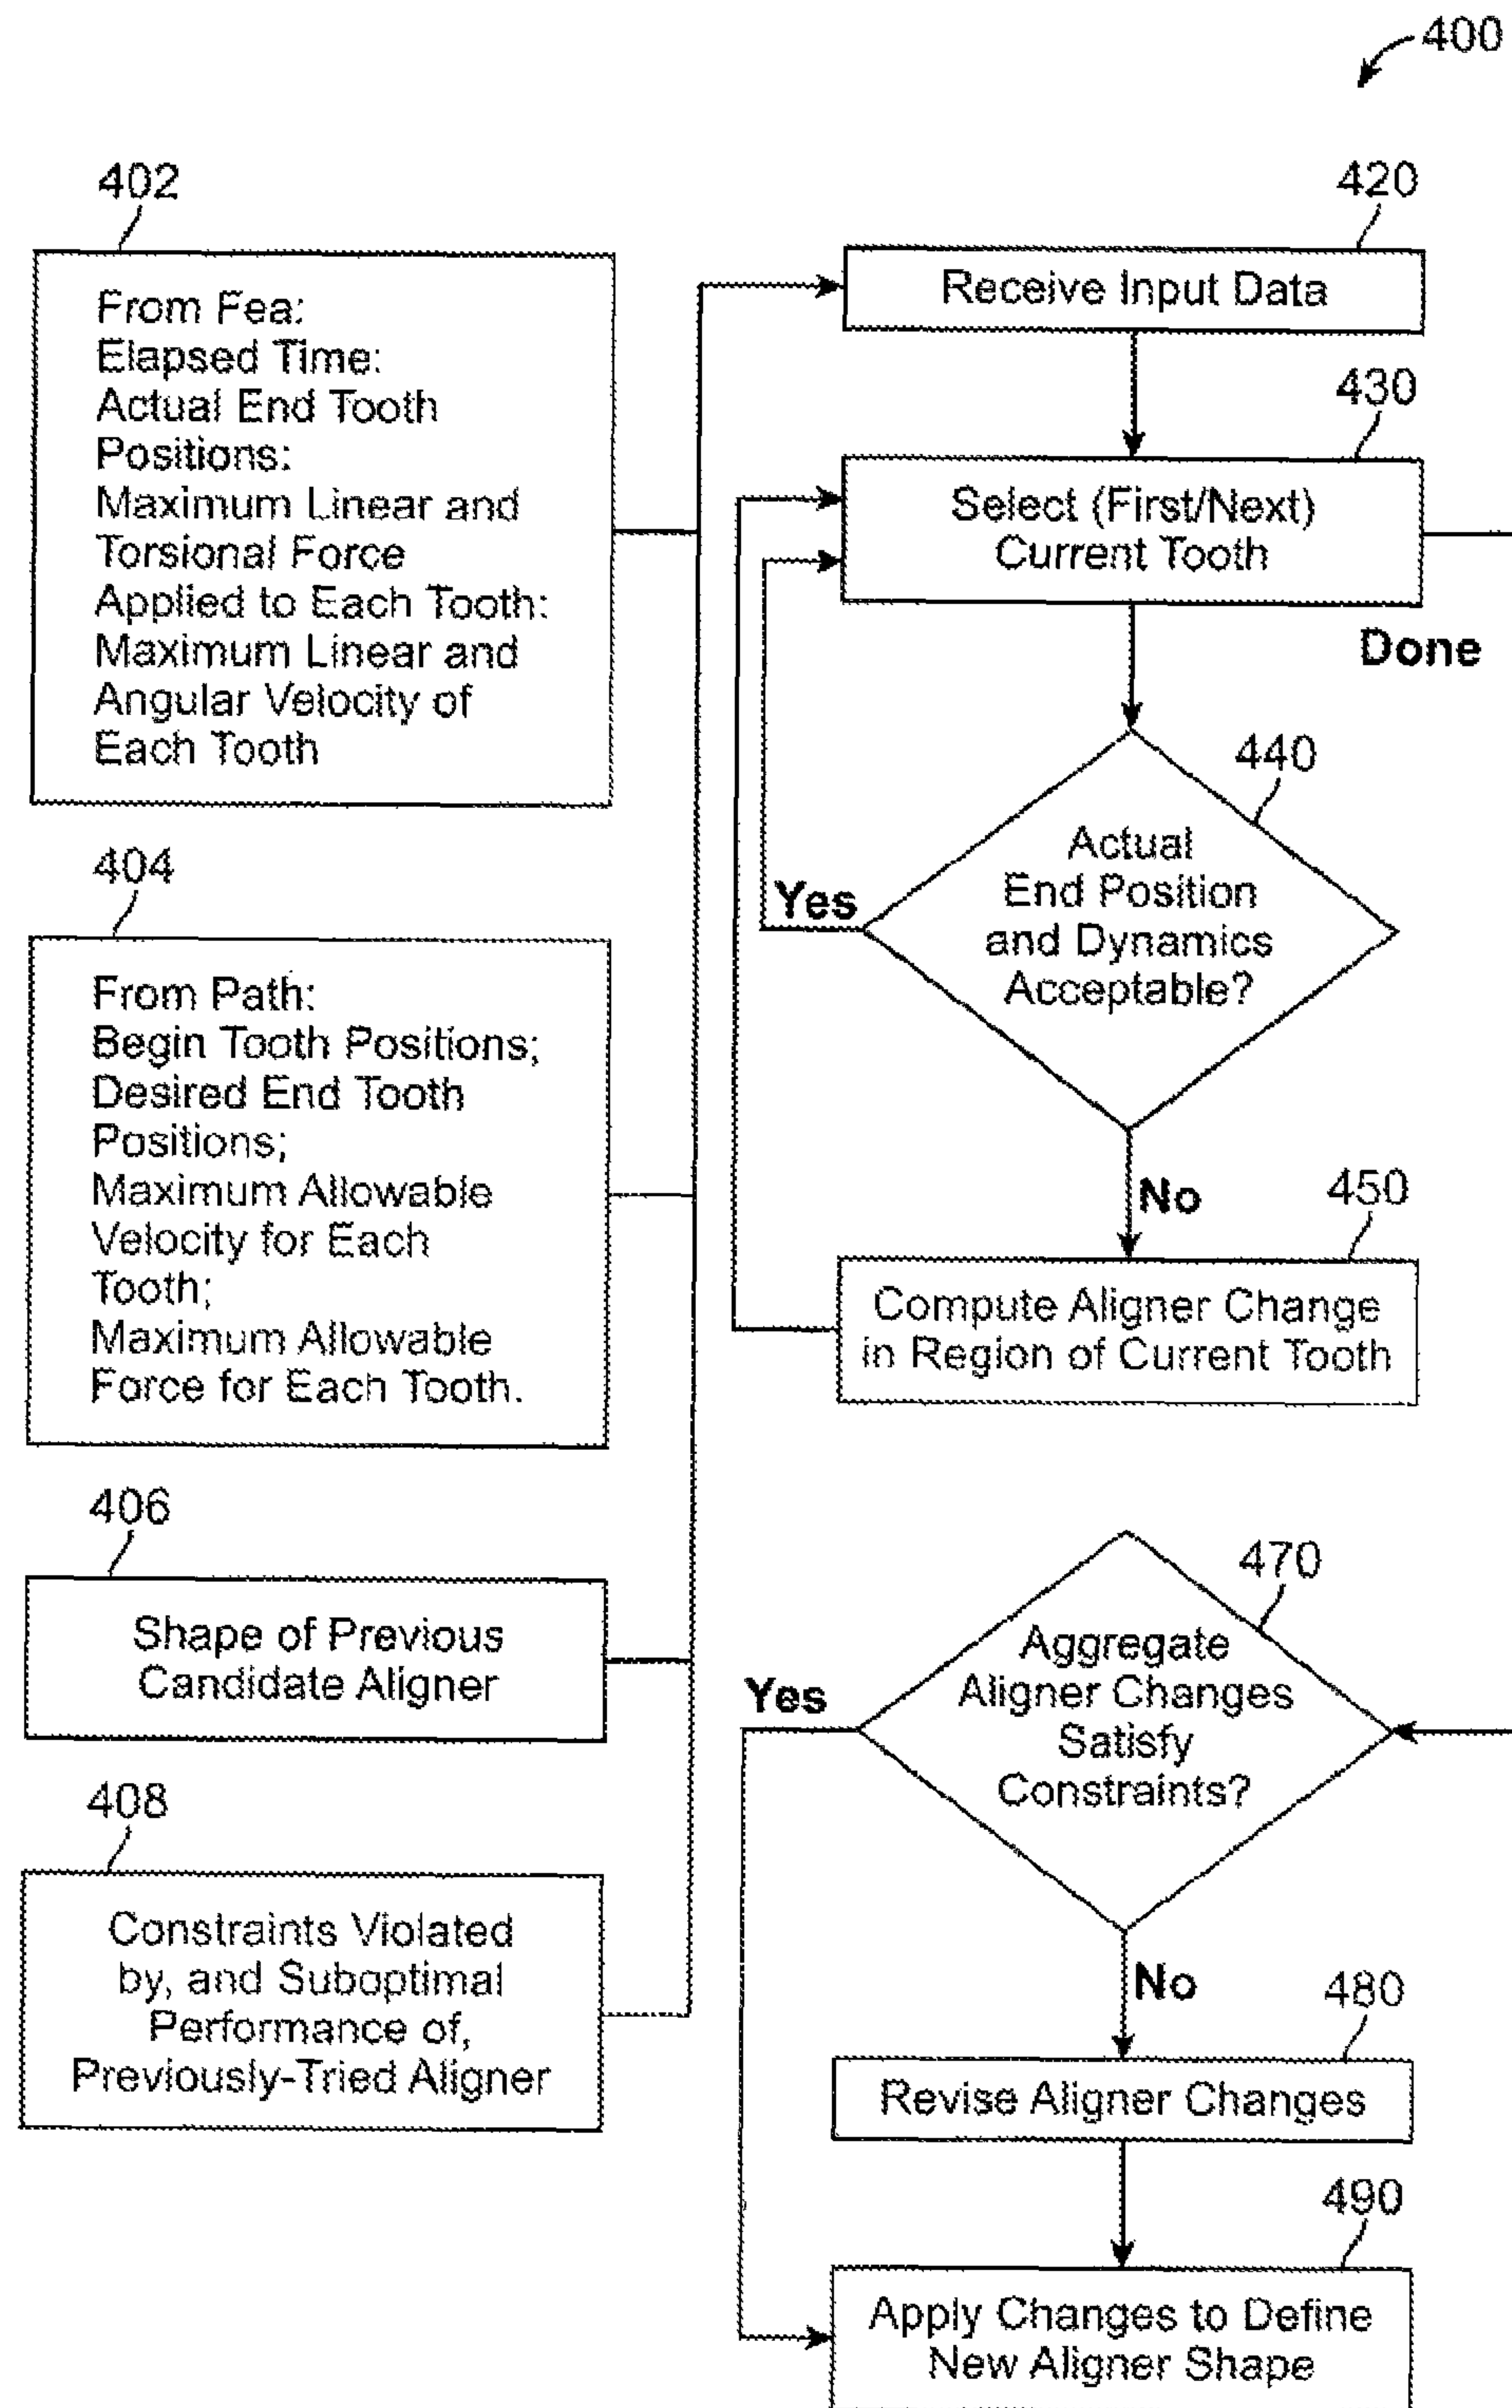 400
402
From Fea:
Elapsed Time:
Actual End Tooth
Positions:
Maximum Linear and
Torsional Force
Applied to Each Tooth:
Maximum Linear and
Angular Velocity of
Each Tooth
404
From Path:
Begin Tooth Positions;
Desired End Tooth
Positions;
Maximum Allowable
Velocity for Each
Tooth;
Maximum Allowable
Force for Each Tooth.
406
Shape of Previous
Candidate Aligner
408
Constraints Violated
by, and Suboptimal
Performance of,
Previously-Tried Aligner
420
Receive Input Data
430
Select (First/Next)
Current Tooth
Done
440
Actual
End Position
and Dynamics
Acceptable?
Yes
No
450
Compute Aligner Change
in Region of Current Tooth
470
Aggregate
Aligner Changes
Satisfy
Constraints?
Yes
No
480
Revise Aligner Changes
490
Apply Changes to Define
New Aligner Shape